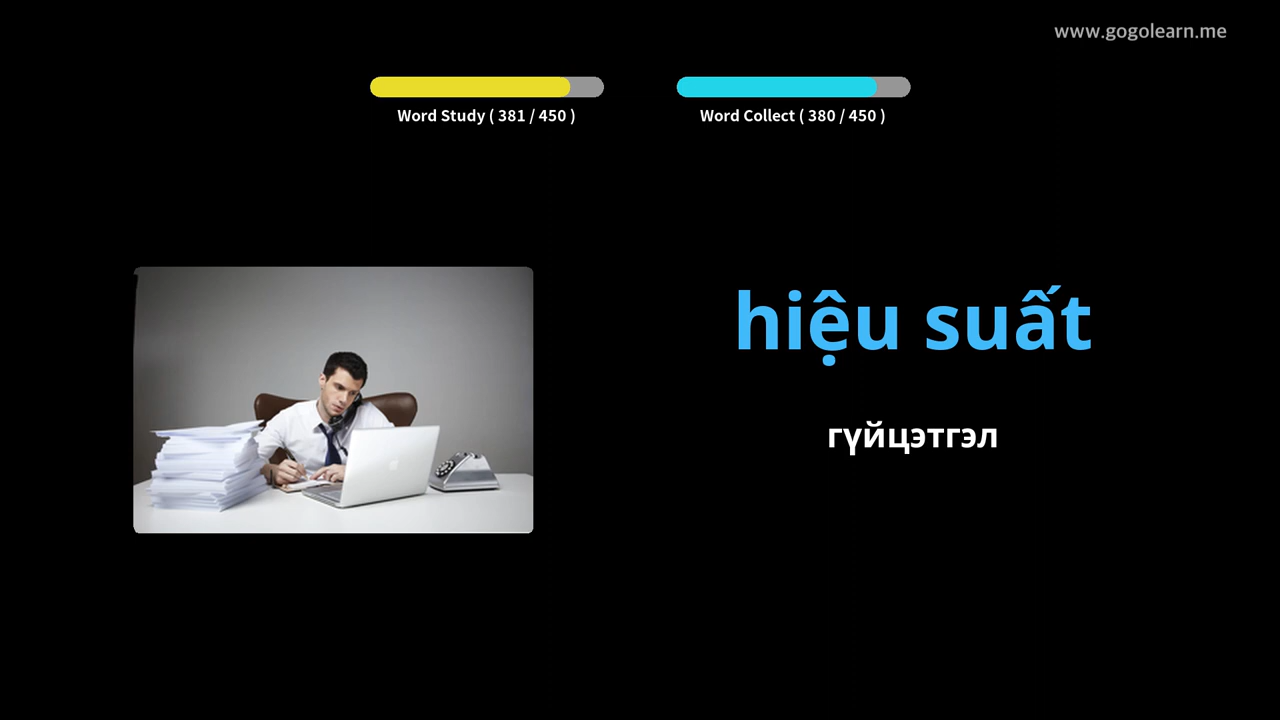 www.gogolearn.me
Word Study ( 381 / 450 )
Word Collect ( 380 / 450 )
hiệu suất
гүйцэтгэл